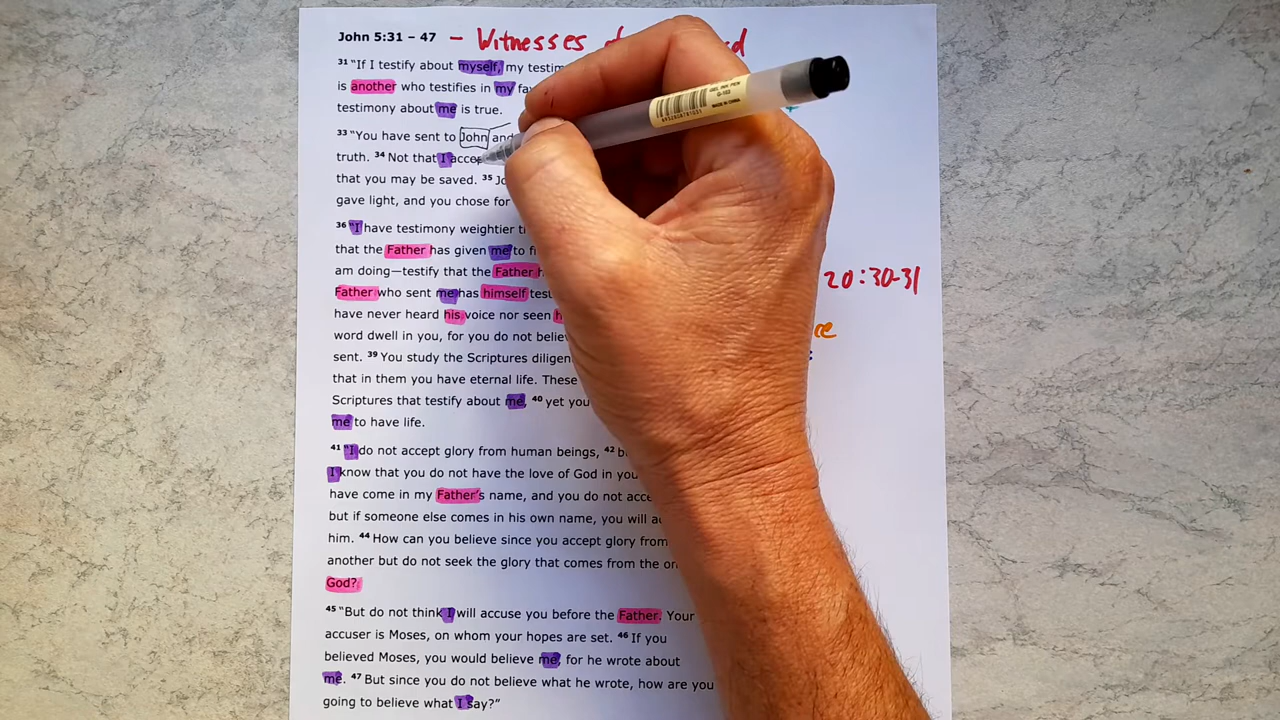 John 5:31 – 47 – Witnesses
31 "If I testify about myself, my
is another who testifies in my
testimony about me is true.
33 "You have sent to John and
truth. 34 Not that I
that you may be saved. 35
gave light, and you chose for
36 "I have testimony weightier
that the Father has given me to
am doing—testify that the Father
Father who sent me has himself
have never heard his voice nor seen
word dwell in you, for you do not
sent. 39 You study the Scriptures
that in them you have eternal life. These
Scriptures that testify about me, 40 yet you
me to have life.
41 "I do not accept glory from human beings, 42
I know that you do not have the love of God in
have come in my Father's name, and you do not
but if someone else comes in his own name, you will
him. 44 How can you believe since you accept glory from
another but do not seek the glory that comes from the
God?
45 "But do not think I will accuse you before the Father. Your
accuser is Moses, on whom your hopes are set. 46 If you
believed Moses, you would believe me, for he wrote about
me. 47 But since you do not believe what he wrote, how are you
going to believe what I say?"
20:30-31
GEL INK PEN
MADE IN CHINA